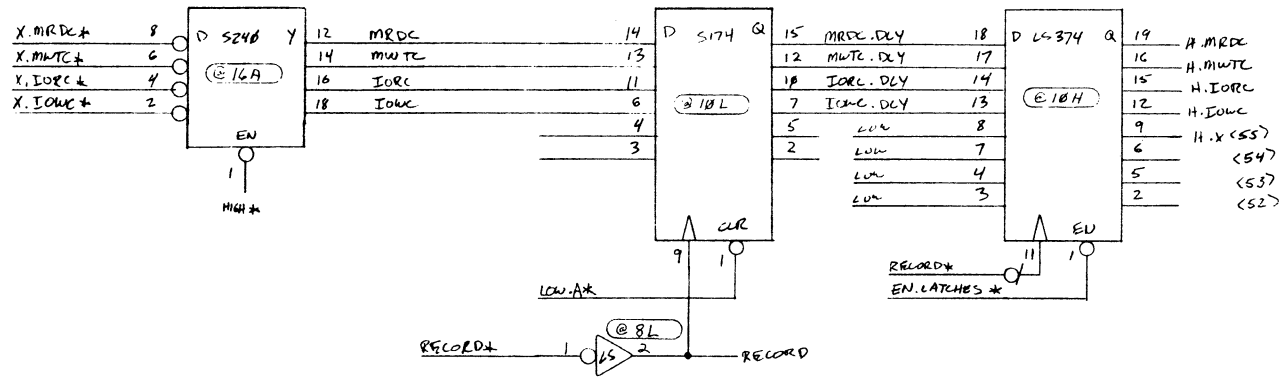 X.MRDC* 8 D S240 Y 12 MRDC 14 D S174 Q 15 MRDC.DLY 18 D LS374 Q 19 H.MRDC
X.MWTC* 6 14 MWTC 13 12 MWTC.DLY 17 16 H.MWTC
X.IORC* 4 @16A 16 IORC 11 @10L 10 IORC.DLY 14 @10H 15 H.IORC
X.IOWC* 2 18 IOWC 6 7 IOWC.DLY 13 12 H.IOWC
EN 4 5 LOW 8 9 H.X<55>
1 3 2 LOW 7 6 <54>
HIGH* LOW 4 5 <53>
LOW 3 2 <52>
CLR EN
9 1 11 1
RECORD*
LOW.A* EN.LATCHES*
@8L
RECORD* 1 LS 2 RECORD